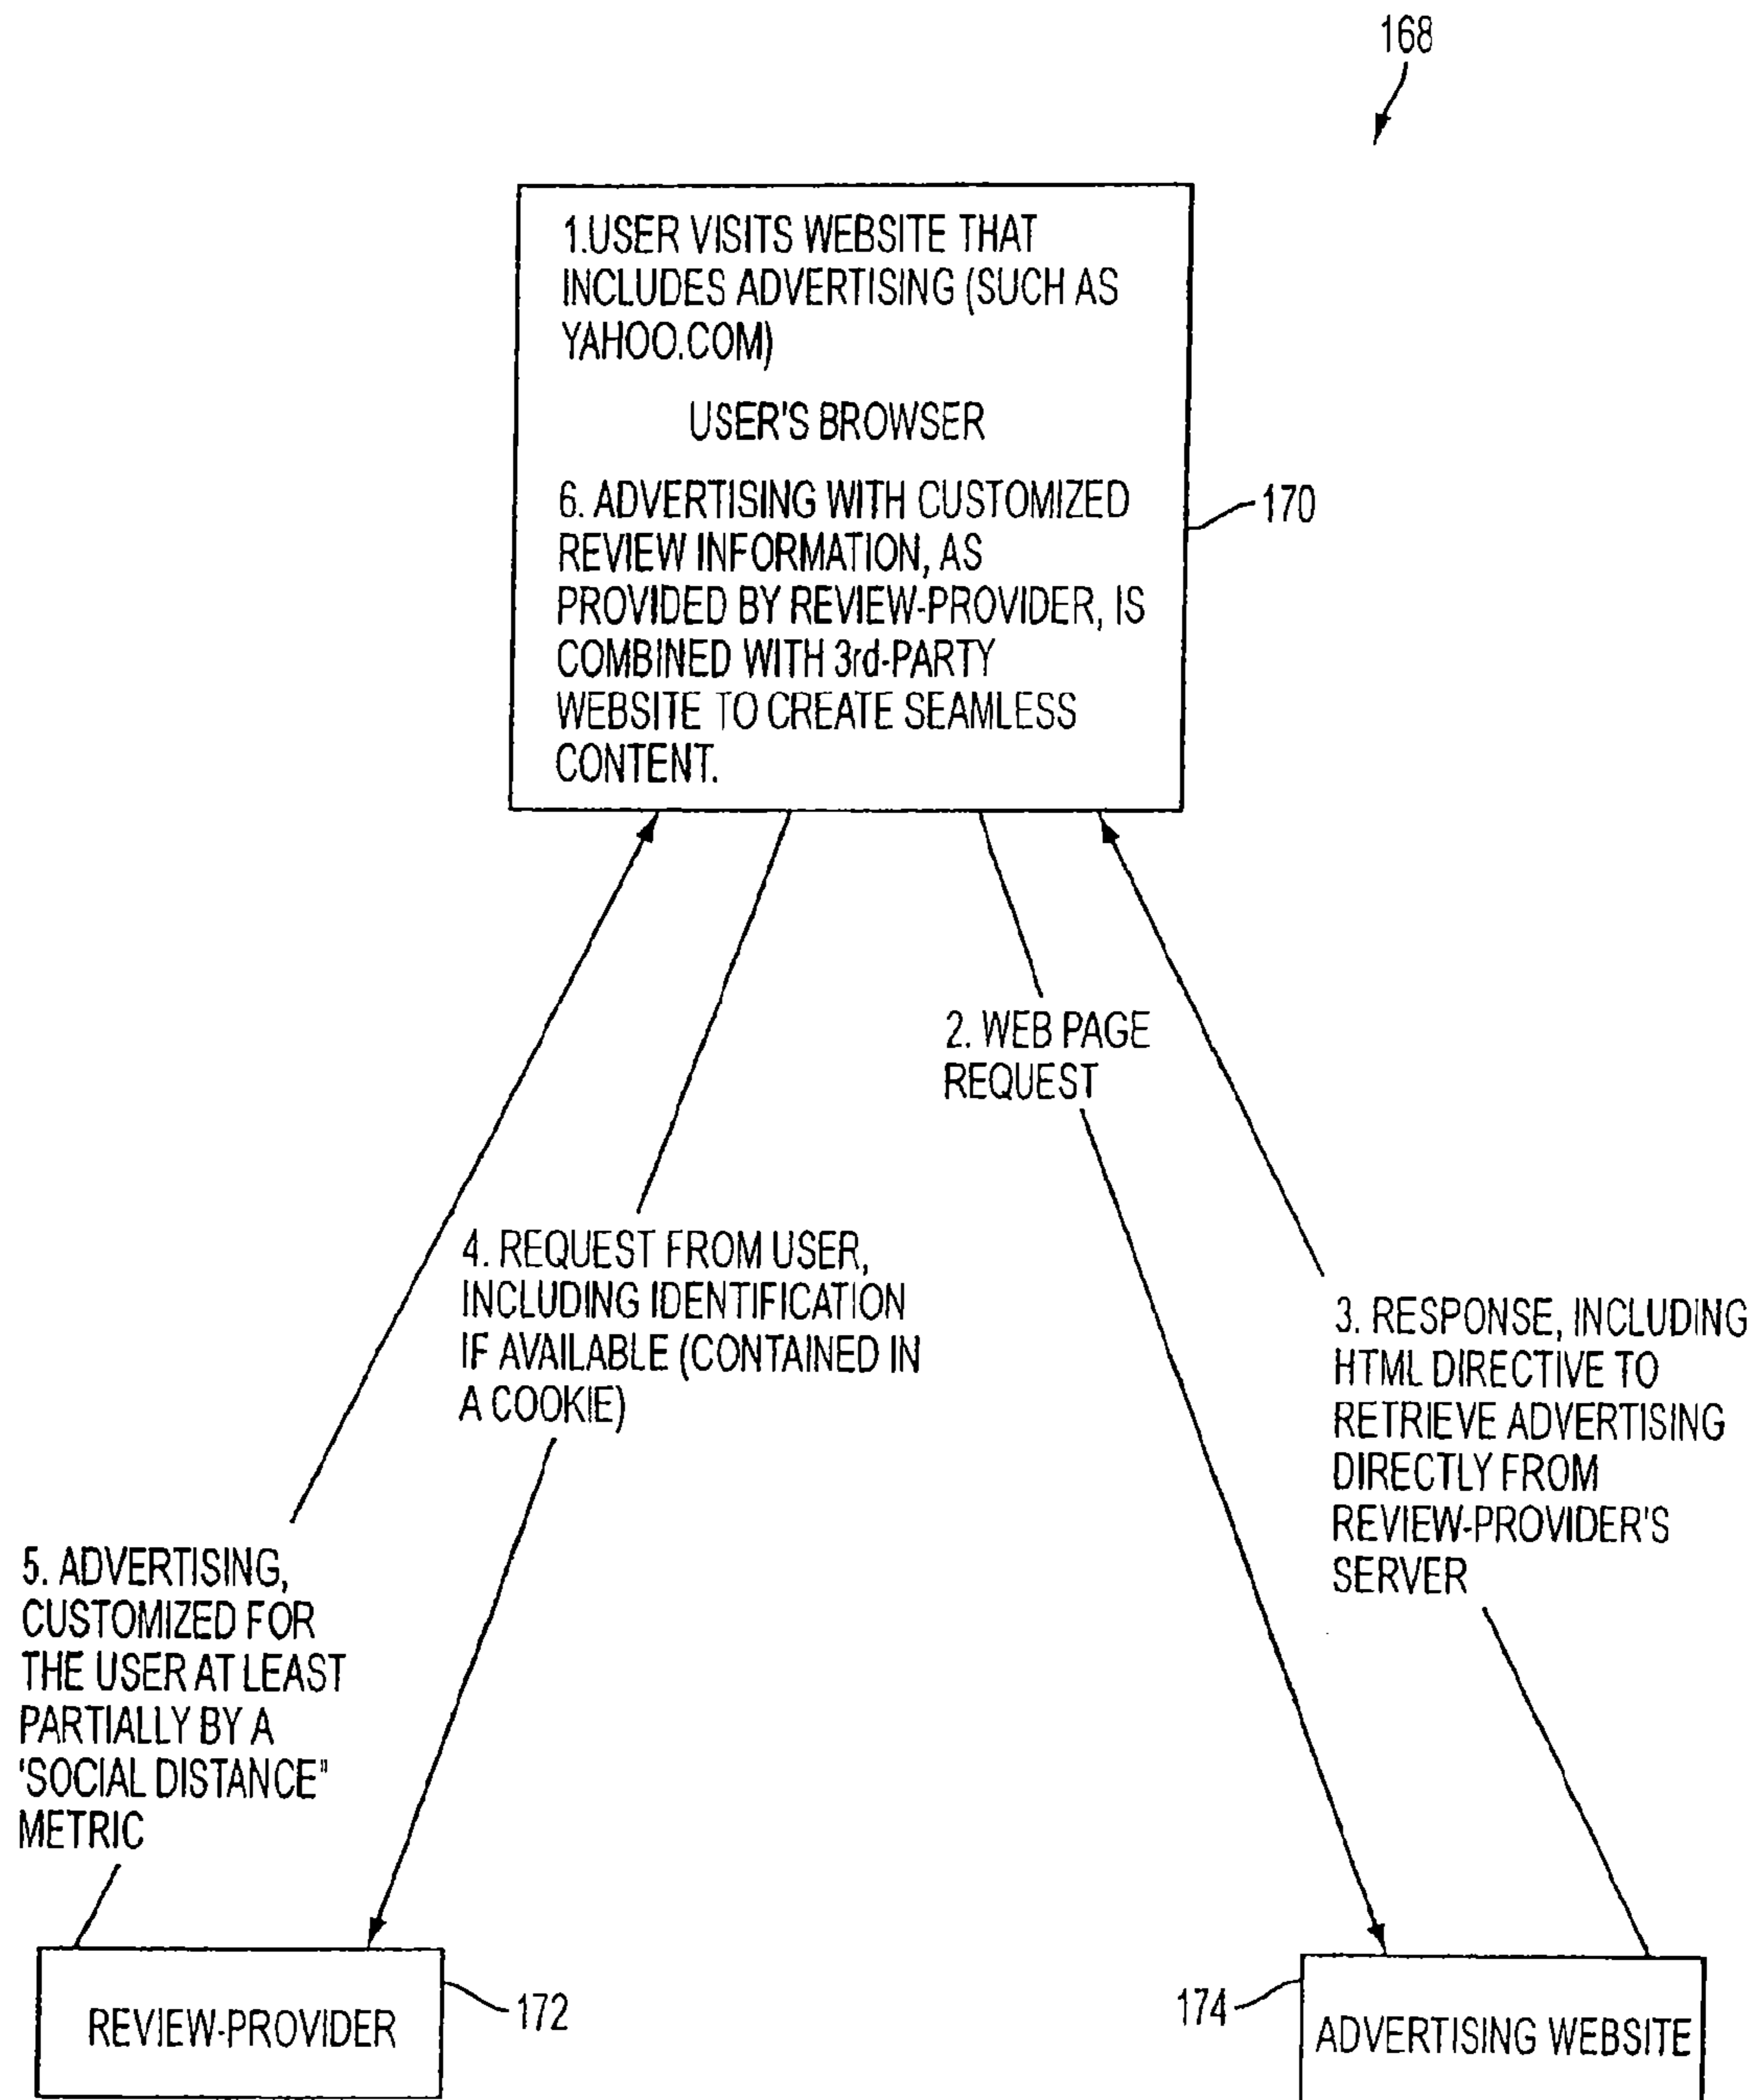 168
1.USER VISITS WEBSITE THAT
INCLUDES ADVERTISING (SUCH AS
YAHOO.COM)
USER'S BROWSER
6. ADVERTISING WITH CUSTOMIZED
REVIEW INFORMATION, AS
PROVIDED BY REVIEW-PROVIDER, IS
COMBINED WITH 3rd-PARTY
WEBSITE TO CREATE SEAMLESS
CONTENT.
170
2. WEB PAGE
REQUEST
4. REQUEST FROM USER,
INCLUDING IDENTIFICATION
IF AVAILABLE (CONTAINED IN
A COOKIE)
3. RESPONSE, INCLUDING
HTML DIRECTIVE TO
RETRIEVE ADVERTISING
DIRECTLY FROM
REVIEW-PROVIDER'S
SERVER
5. ADVERTISING,
CUSTOMIZED FOR
THE USER AT LEAST
PARTIALLY BY A
'SOCIAL DISTANCE"
METRIC
REVIEW-PROVIDER
172
174
ADVERTISING WEBSITE